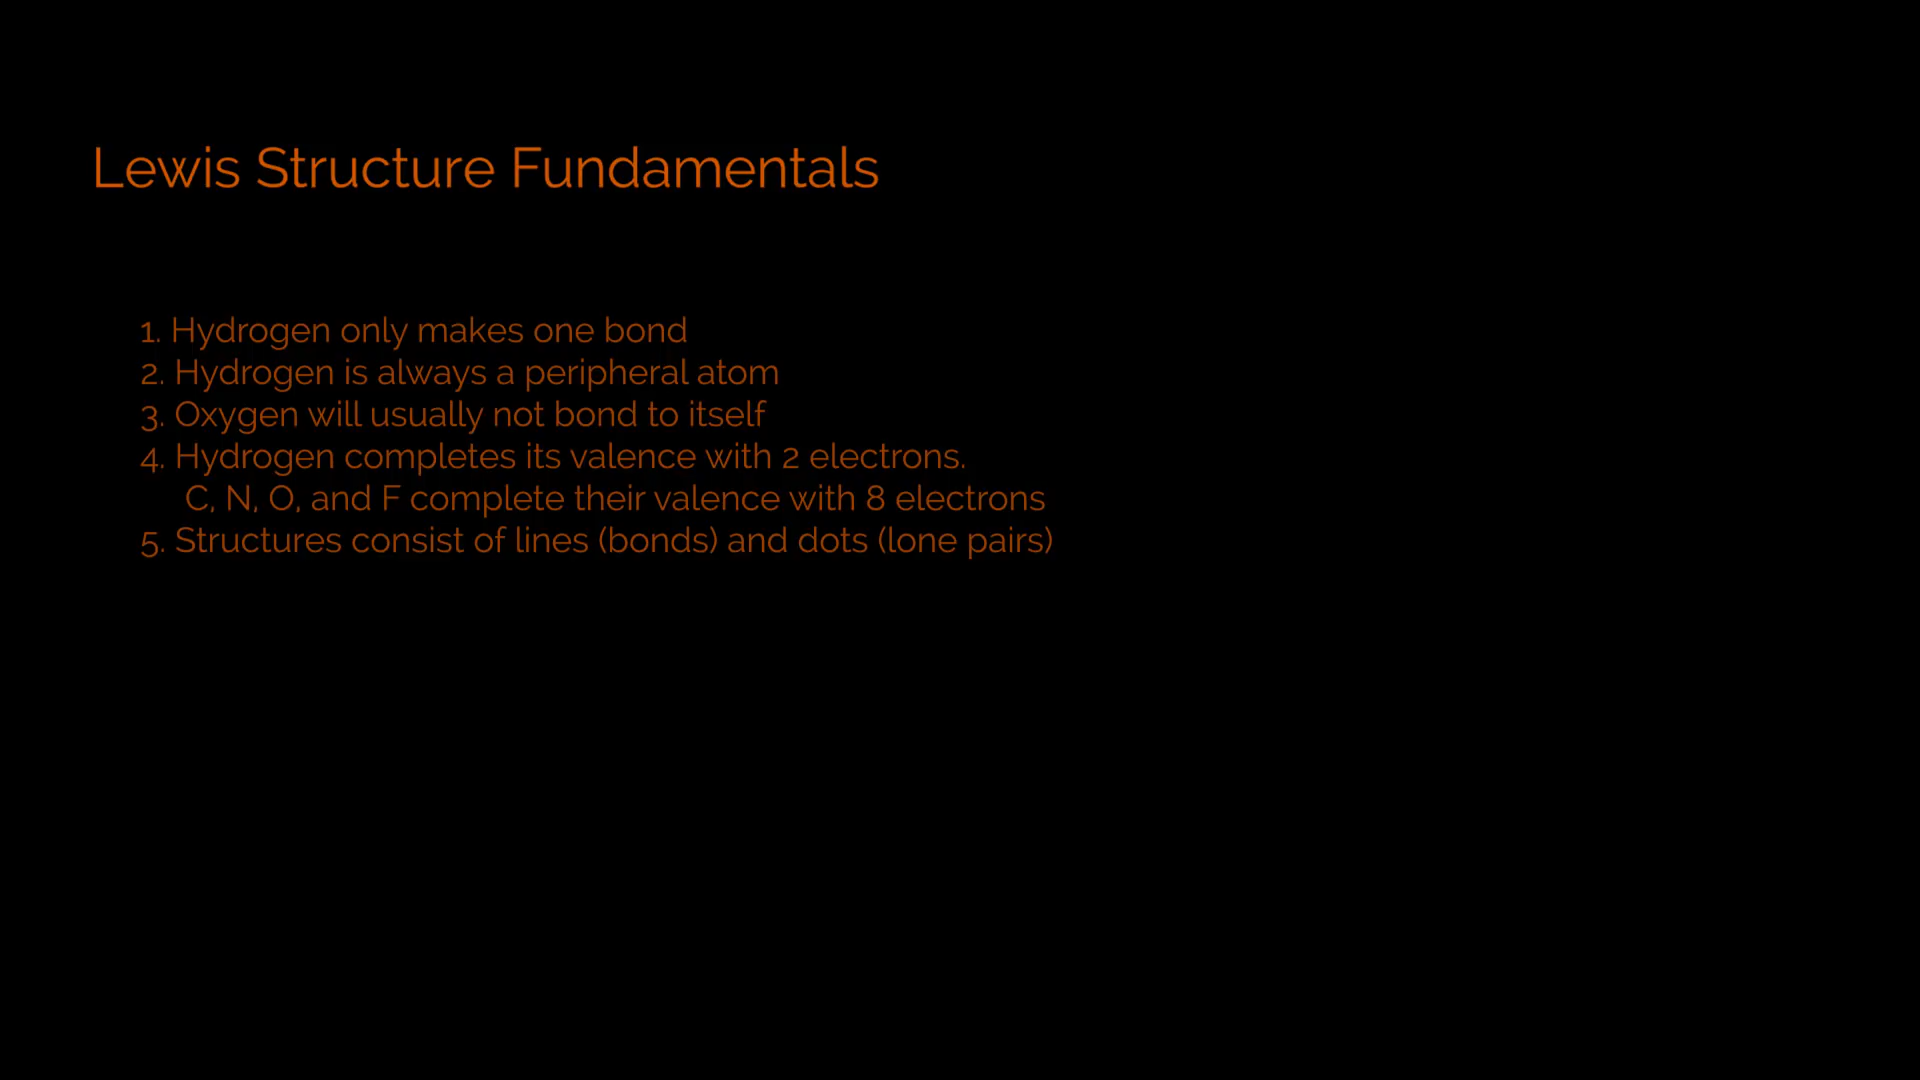 Lewis Structure Fundamentals
1. Hydrogen only makes one bond
2. Hydrogen is always a peripheral atom
3. Oxygen will usually not bond to itself
4. Hydrogen completes its valence with 2 electrons.
C, N, O, and F complete their valence with 8 electrons
5. Structures consist of lines (bonds) and dots (lone pairs)